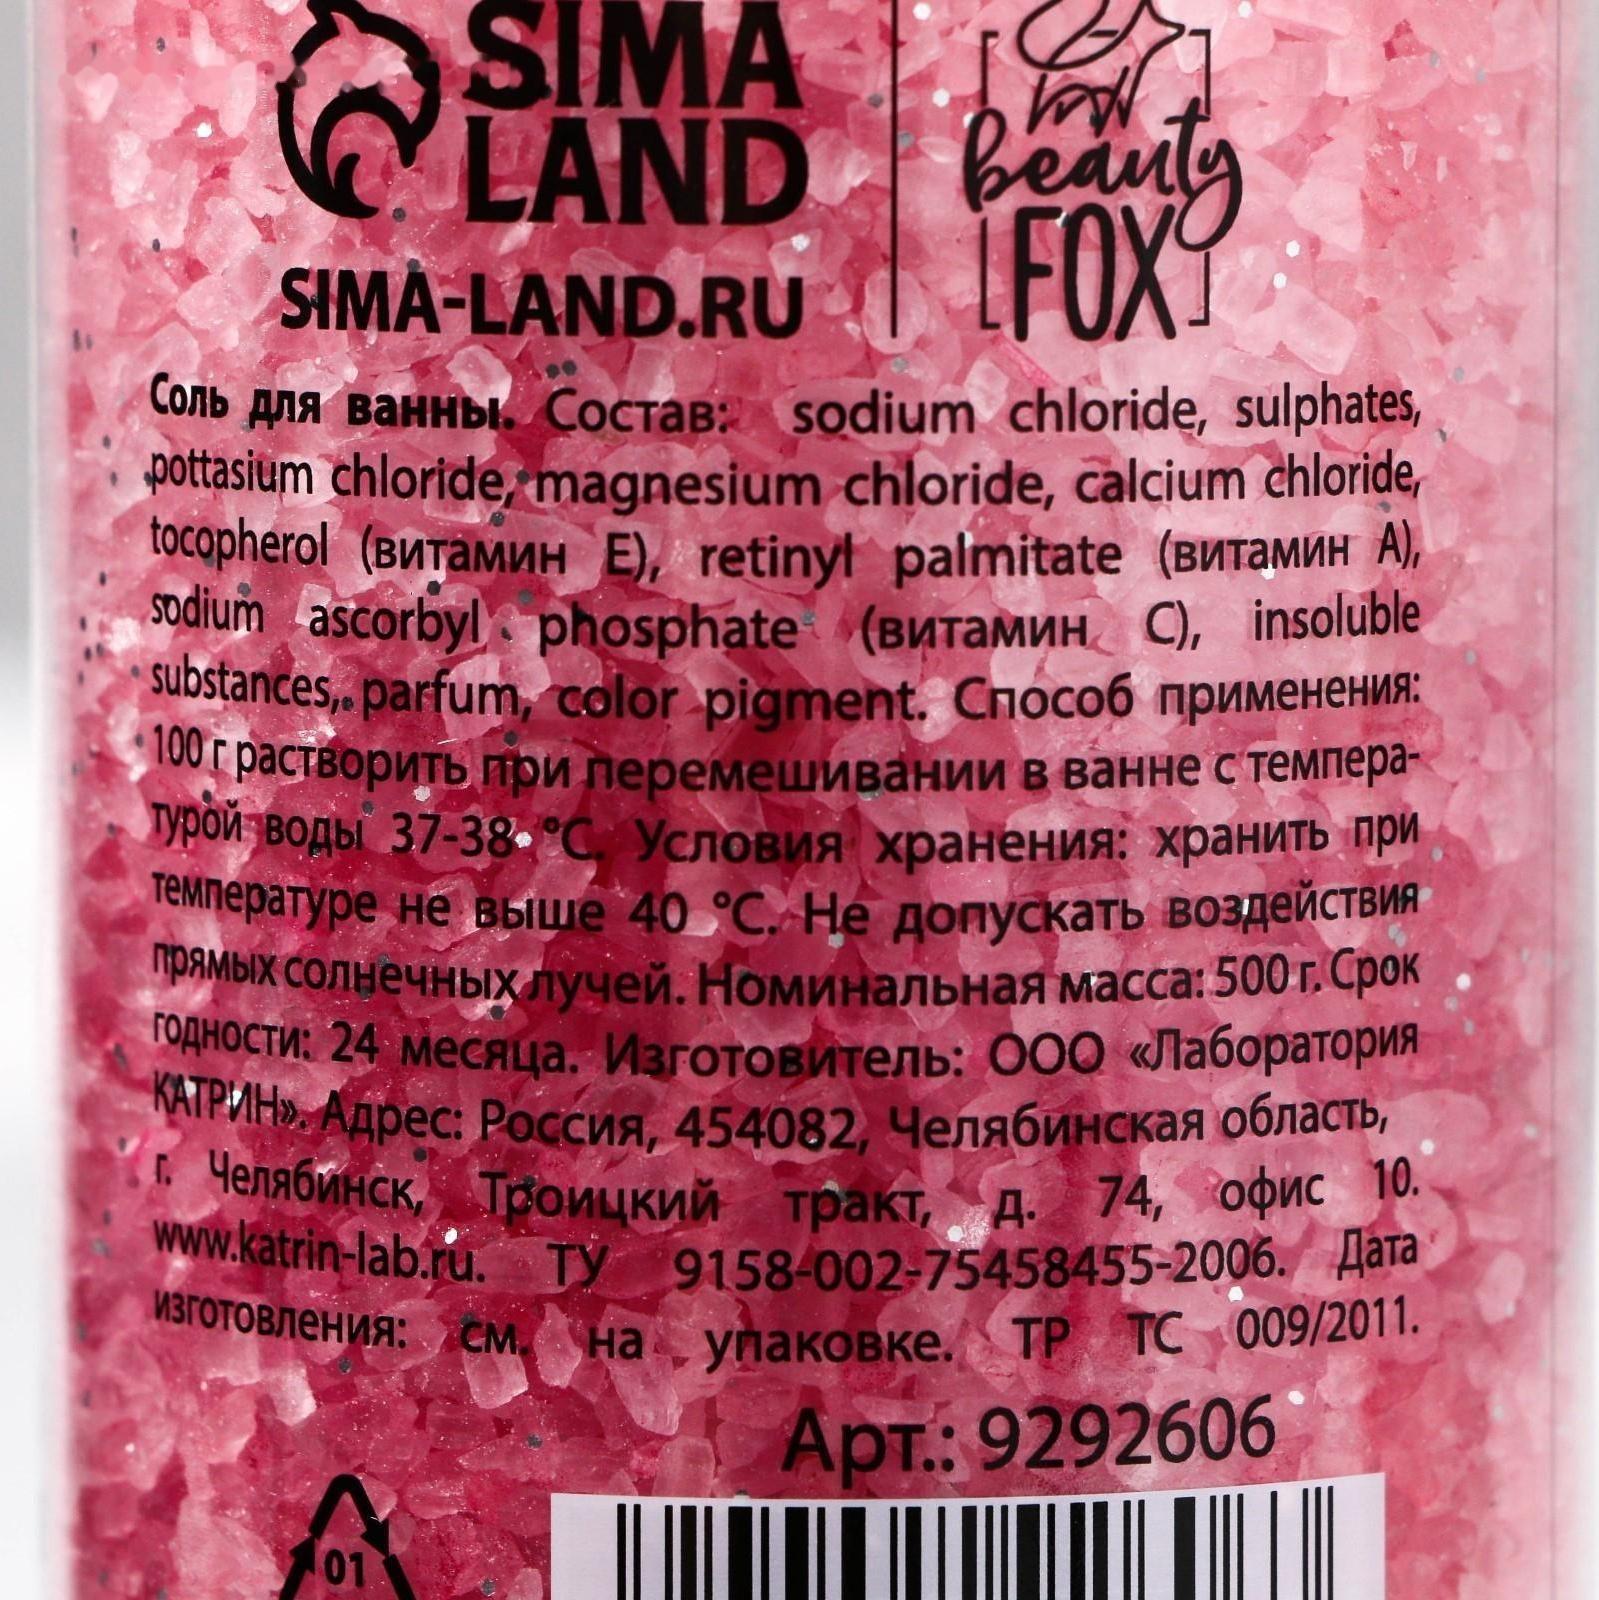 SIMA
LAND
SIMA-LAND.RU
beauty
FOX
Соль для ванны. Состав: sodium chloride, sulphates,
pottasium chloride, magnesium chloride, calcium chloride,
tocopherol (витамин Е), retinyl palmitate (витамин А),
sodium ascorbyl phosphate (витамин С), insoluble
substances, parfum, color pigment. Способ применения:
100 г растворить при перемешивании в ванне с темпера-
турой воды 37-38 °С. Условия хранения: хранить при
температуре не выше 40 °С. Не допускать воздействия
прямых солнечных лучей. Номинальная масса: 500 г. Срок
годности: 24 месяца. Изготовитель: ООО «Лаборатория
КАТРИН». Адрес: Россия, 454082, Челябинская область,
г. Челябинск, Троицкий тракт, д. 74, офис 10.
www.katrin-lab.ru. ТУ 9158-002-75458455-2006. Дата
изготовления: см. на упаковке. ТР ТС 009/2011.
Арт.: 9292606
01